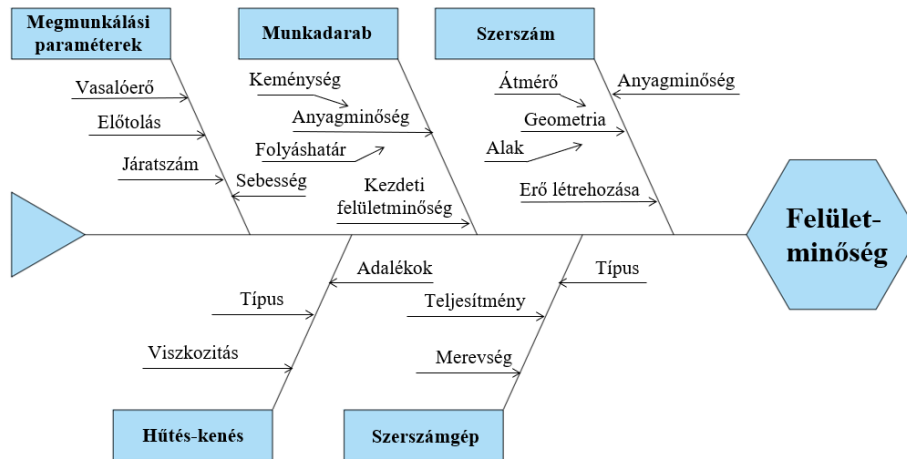 Megmunkálási
paraméterek
Munkadarab
Szerszám
Vasalóerő
Előtolás
Járatszám
Sebesség
Keménység
Anyagminőség
Folyáshatár
Kezdeti
felületminőség
Átmérő
Anyagminőség
Geometria
Alak
Erő létrehozása
Felület-
minőség
Adalékok
Típus
Viszkozitás
Típus
Teljesítmény
Merevség
Hűtés-kenés
Szerszámgép